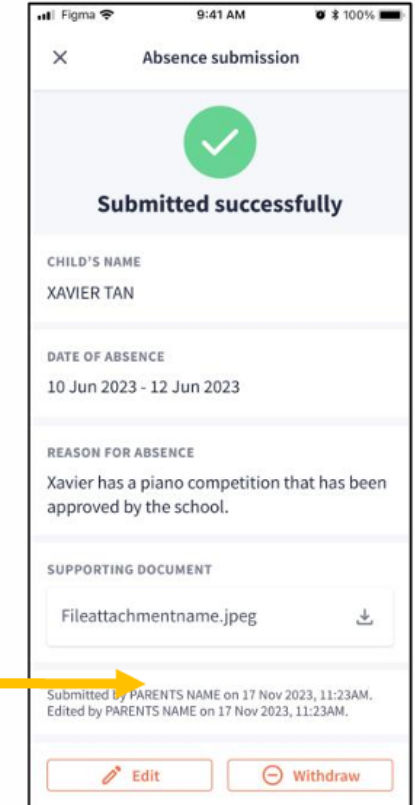 Figma 9:41 AM 100%
Absence submission
Submitted successfully
CHILD'S NAME
XAVIER TAN
DATE OF ABSENCE
10 Jun 2023 - 12 Jun 2023
REASON FOR ABSENCE
Xavier has a piano competition that has been
approved by the school.
SUPPORTING DOCUMENT
Fileattachmentname.jpeg
Submitted by PARENTS NAME on 17 Nov 2023, 11:23AM.
Edited by PARENTS NAME on 17 Nov 2023, 11:23AM.
Edit Withdraw